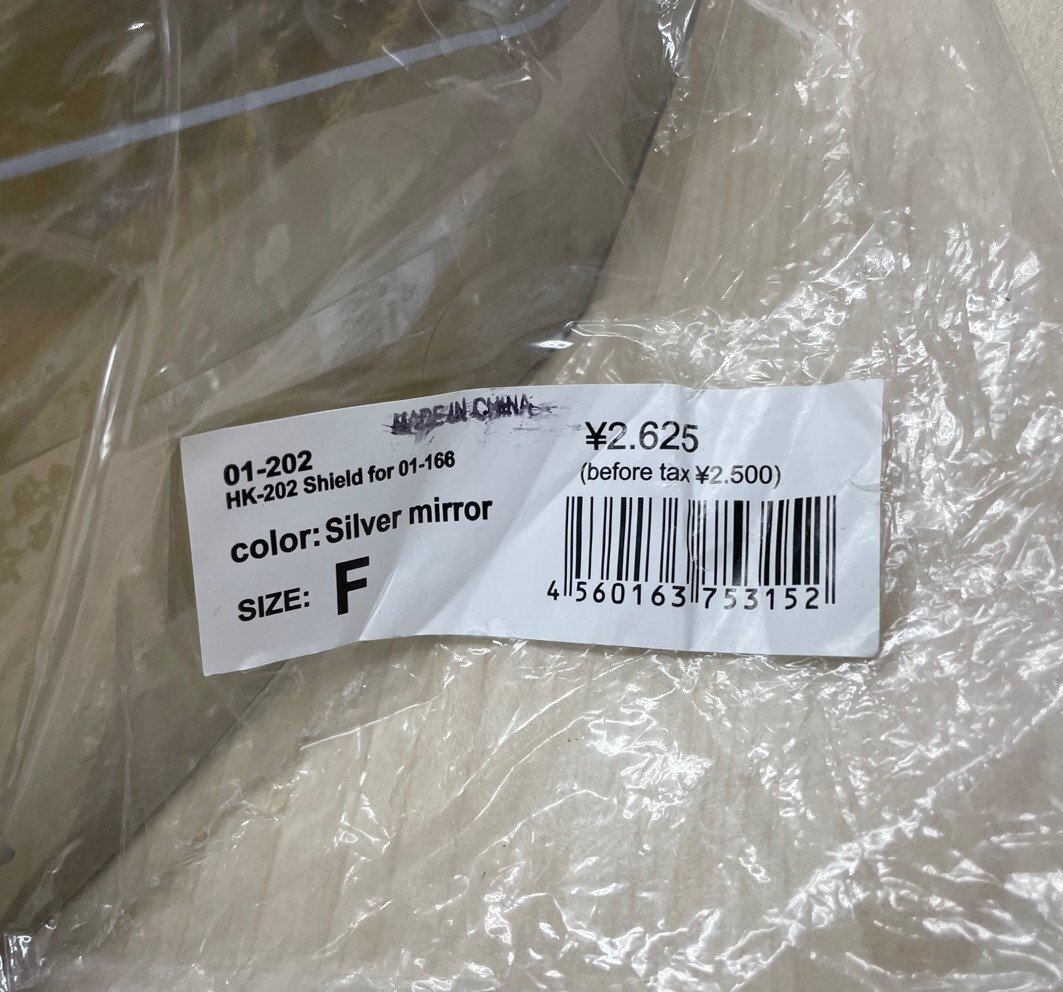 MADE IN CHINA
01-202
HK-202 Shield for 01-166
color: Silver mirror
SIZE: F
¥2.625
(before tax ¥2.500)
4 560163 753152